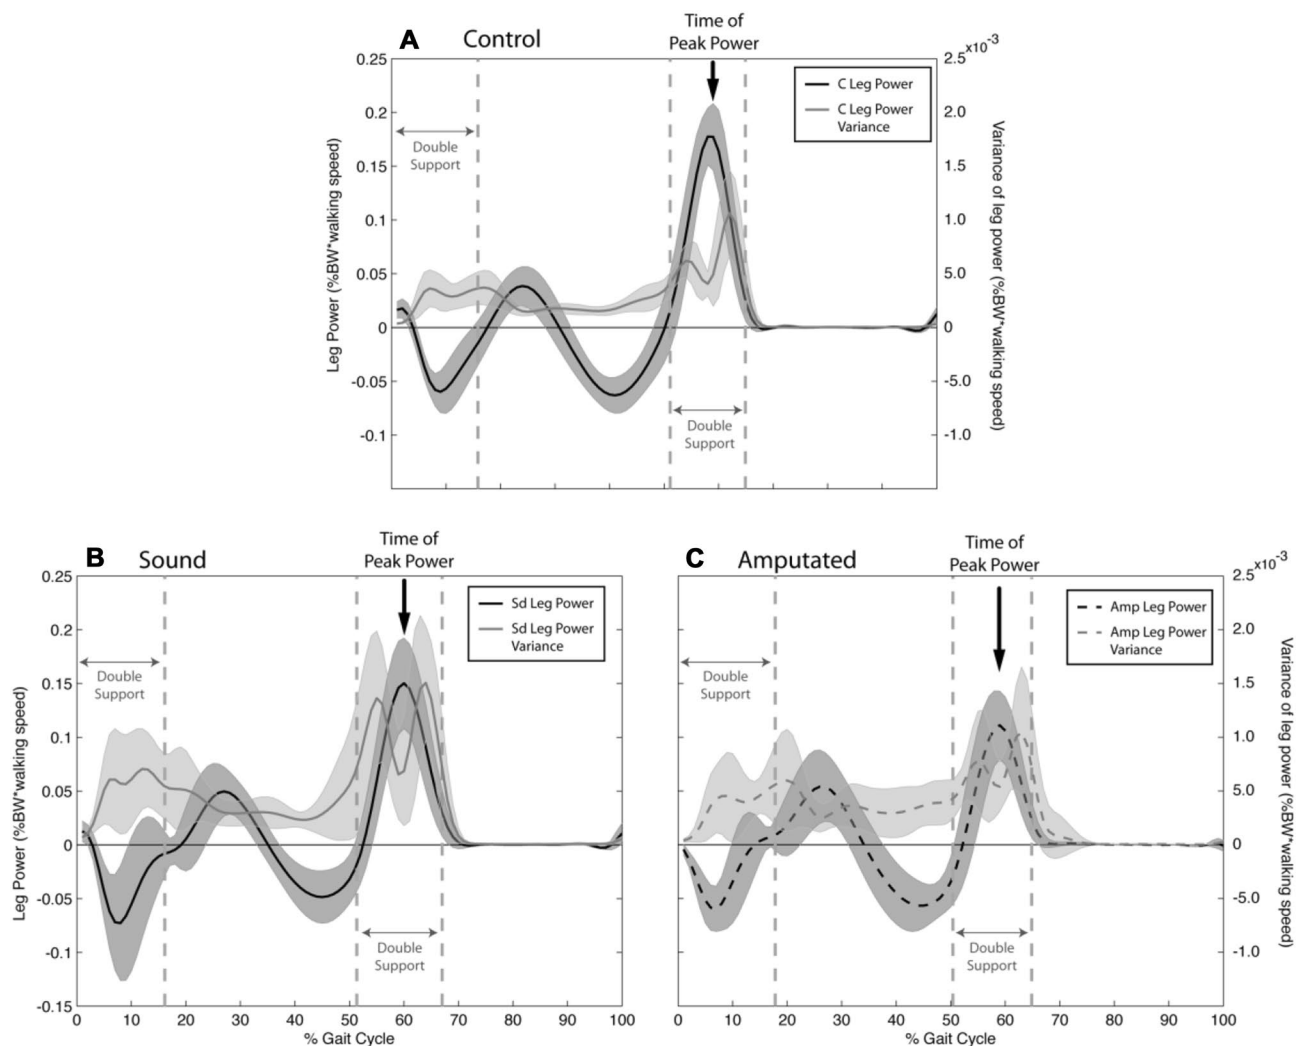 A Control
Time of
Peak Power
0.25
0.2
0.15
0.1
0.05
0
-0.05
-0.1
Leg Power (%BW*walking speed)
2.5x10-3
2.0
1.5
1.0
5.0
0
-5.0
-1.0
Variance of leg power (%BW*walking speed)
C Leg Power
C Leg Power
Variance
Double
Support
Double
Support
B Sound
Time of
Peak Power
0.25
0.2
0.15
0.1
0.05
0
-0.05
-0.1
-0.15
Leg Power (%BW*walking speed)
Sd Leg Power
Sd Leg Power
Variance
Double
Support
Double
Support
0 10 20 30 40 50 60 70 80 90 100
% Gait Cycle
C Amputated
Time of
Peak Power
2.5x10-3
2.0
1.5
1.0
5.0
0
-5.0
-1.0
Variance of leg power (%BW*walking speed)
Amp Leg Power
Amp Leg Power
Variance
Double
Support
Double
Support
0 10 20 30 40 50 60 70 80 90 100
% Gait Cycle